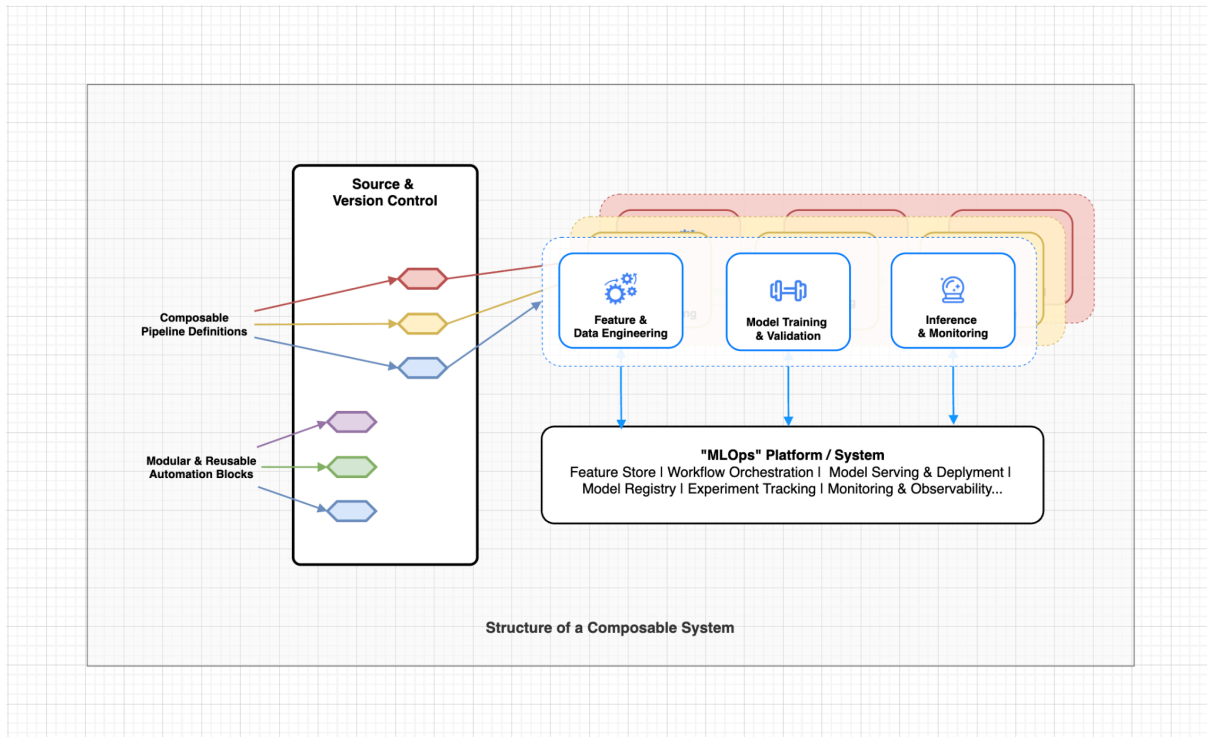 Source &
Version Control
Composable
Pipeline Definitions
Modular & Reusable
Automation Blocks
Feature &
Data Engineering
Model Training
& Validation
Inference
& Monitoring
"MLOps" Platform / System
Feature Store | Workflow Orchestration | Model Serving & Deplyment |
Model Registry | Experiment Tracking | Monitoring & Observability...
Structure of a Composable System